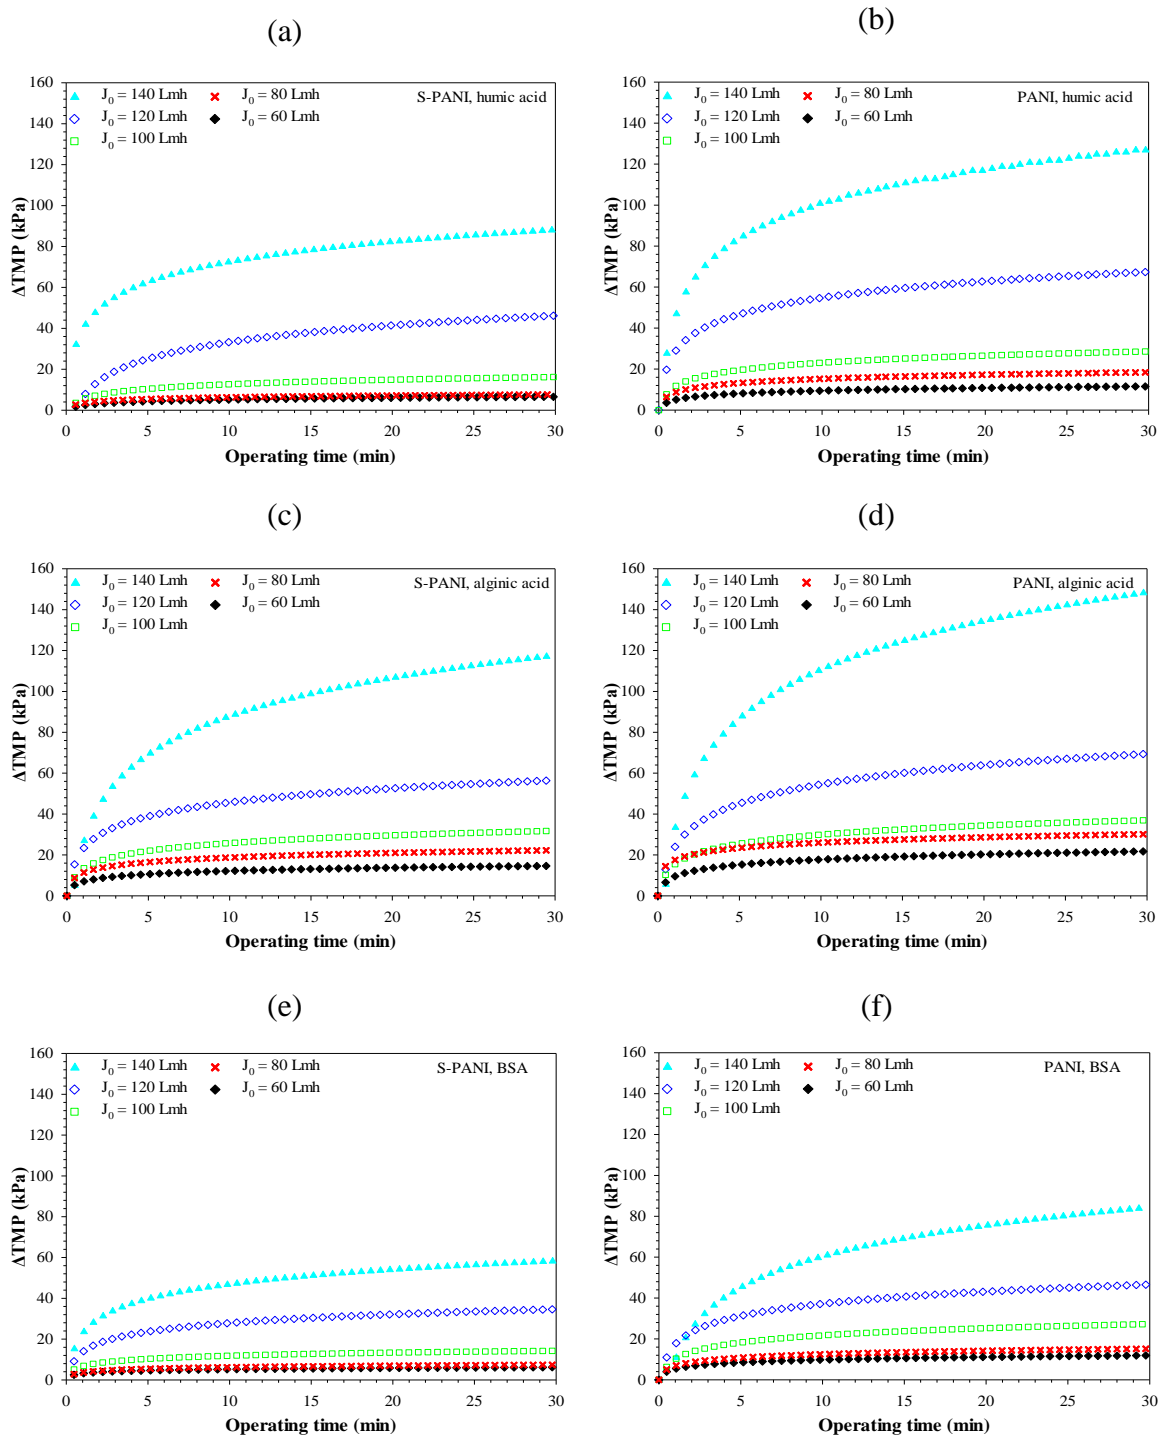 (a)
160
140
120
100
80
60
40
20
0
ΔTMP (kPa)
J0 = 140 Lmh
J0 = 120 Lmh
J0 = 100 Lmh
J0 = 80 Lmh
J0 = 60 Lmh
S-PANI, humic acid
0 5 10 15 20 25 30
Operating time (min)
(b)
160
140
120
100
80
60
40
20
0
ΔTMP (kPa)
J0 = 140 Lmh
J0 = 120 Lmh
J0 = 100 Lmh
J0 = 80 Lmh
J0 = 60 Lmh
PANI, humic acid
0 5 10 15 20 25 30
Operating time (min)
(c)
160
140
120
100
80
60
40
20
0
ΔTMP (kPa)
J0 = 140 Lmh
J0 = 120 Lmh
J0 = 100 Lmh
J0 = 80 Lmh
J0 = 60 Lmh
S-PANI, alginic acid
0 5 10 15 20 25 30
Operating time (min)
(d)
160
140
120
100
80
60
40
20
0
ΔTMP (kPa)
J0 = 140 Lmh
J0 = 120 Lmh
J0 = 100 Lmh
J0 = 80 Lmh
J0 = 60 Lmh
PANI, alginic acid
0 5 10 15 20 25 30
Operating time (min)
(e)
160
140
120
100
80
60
40
20
0
ΔTMP (kPa)
J0 = 140 Lmh
J0 = 120 Lmh
J0 = 100 Lmh
J0 = 80 Lmh
J0 = 60 Lmh
S-PANI, BSA
0 5 10 15 20 25 30
Operating time (min)
(f)
160
140
120
100
80
60
40
20
0
ΔTMP (kPa)
J0 = 140 Lmh
J0 = 120 Lmh
J0 = 100 Lmh
J0 = 80 Lmh
J0 = 60 Lmh
PANI, BSA
0 5 10 15 20 25 30
Operating time (min)